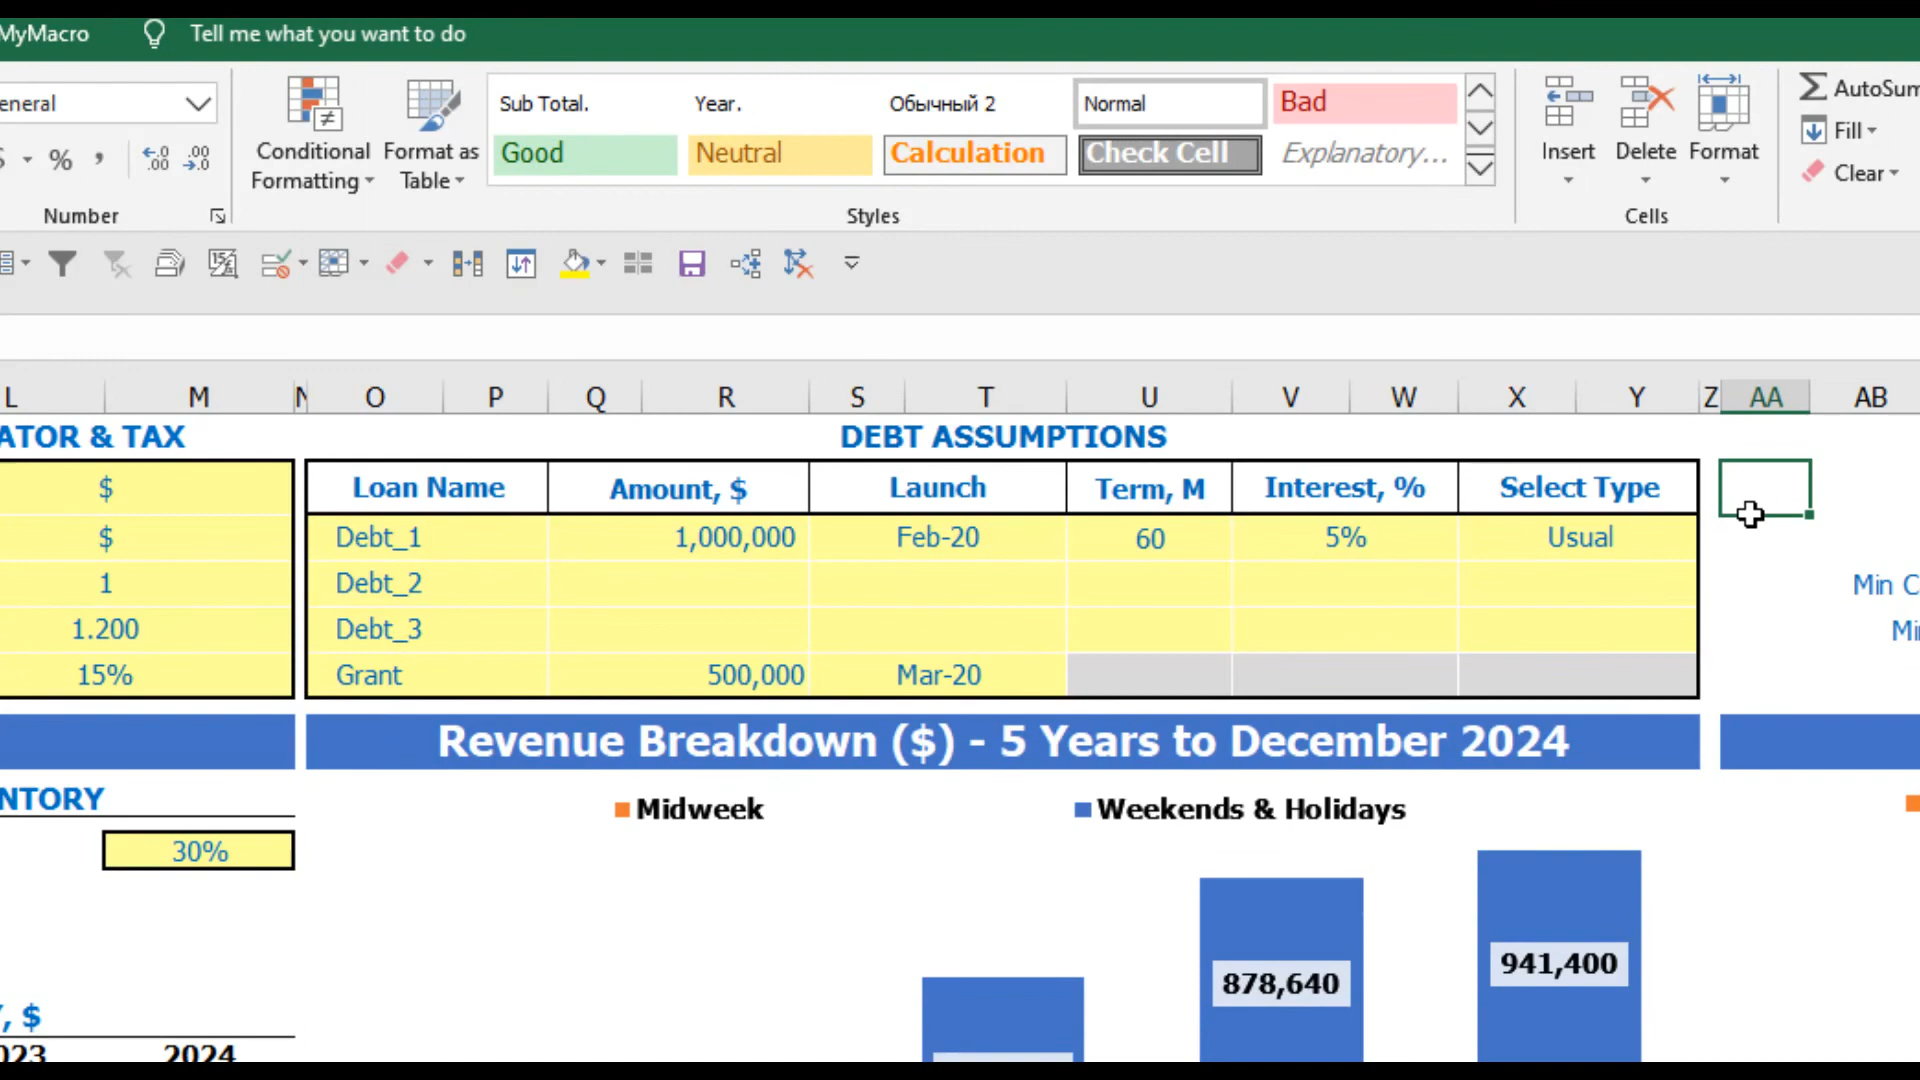 MyMacro Tell me what you want to do
eneral
Conditional Formatting
Format as Table
Sub Total. Year. Обычный 2 Normal Bad
Good Neutral Calculation Check Cell Explanatory...
Insert Delete Format
AutoSum
Fill
Clear
Number Styles Cells
L M N O P Q R S T U V W X Y Z AA AB
ATOR & TAX DEBT ASSUMPTIONS
$ Loan Name Amount, $ Launch Term, M Interest, % Select Type
$ Debt_1 1,000,000 Feb-20 60 5% Usual
1 Debt_2 Min C
1.200 Debt_3 Mi
15% Grant 500,000 Mar-20
Revenue Breakdown ($) - 5 Years to December 2024
NTORY Midweek Weekends & Holidays
30%
941,400
878,640
, $
023 2024